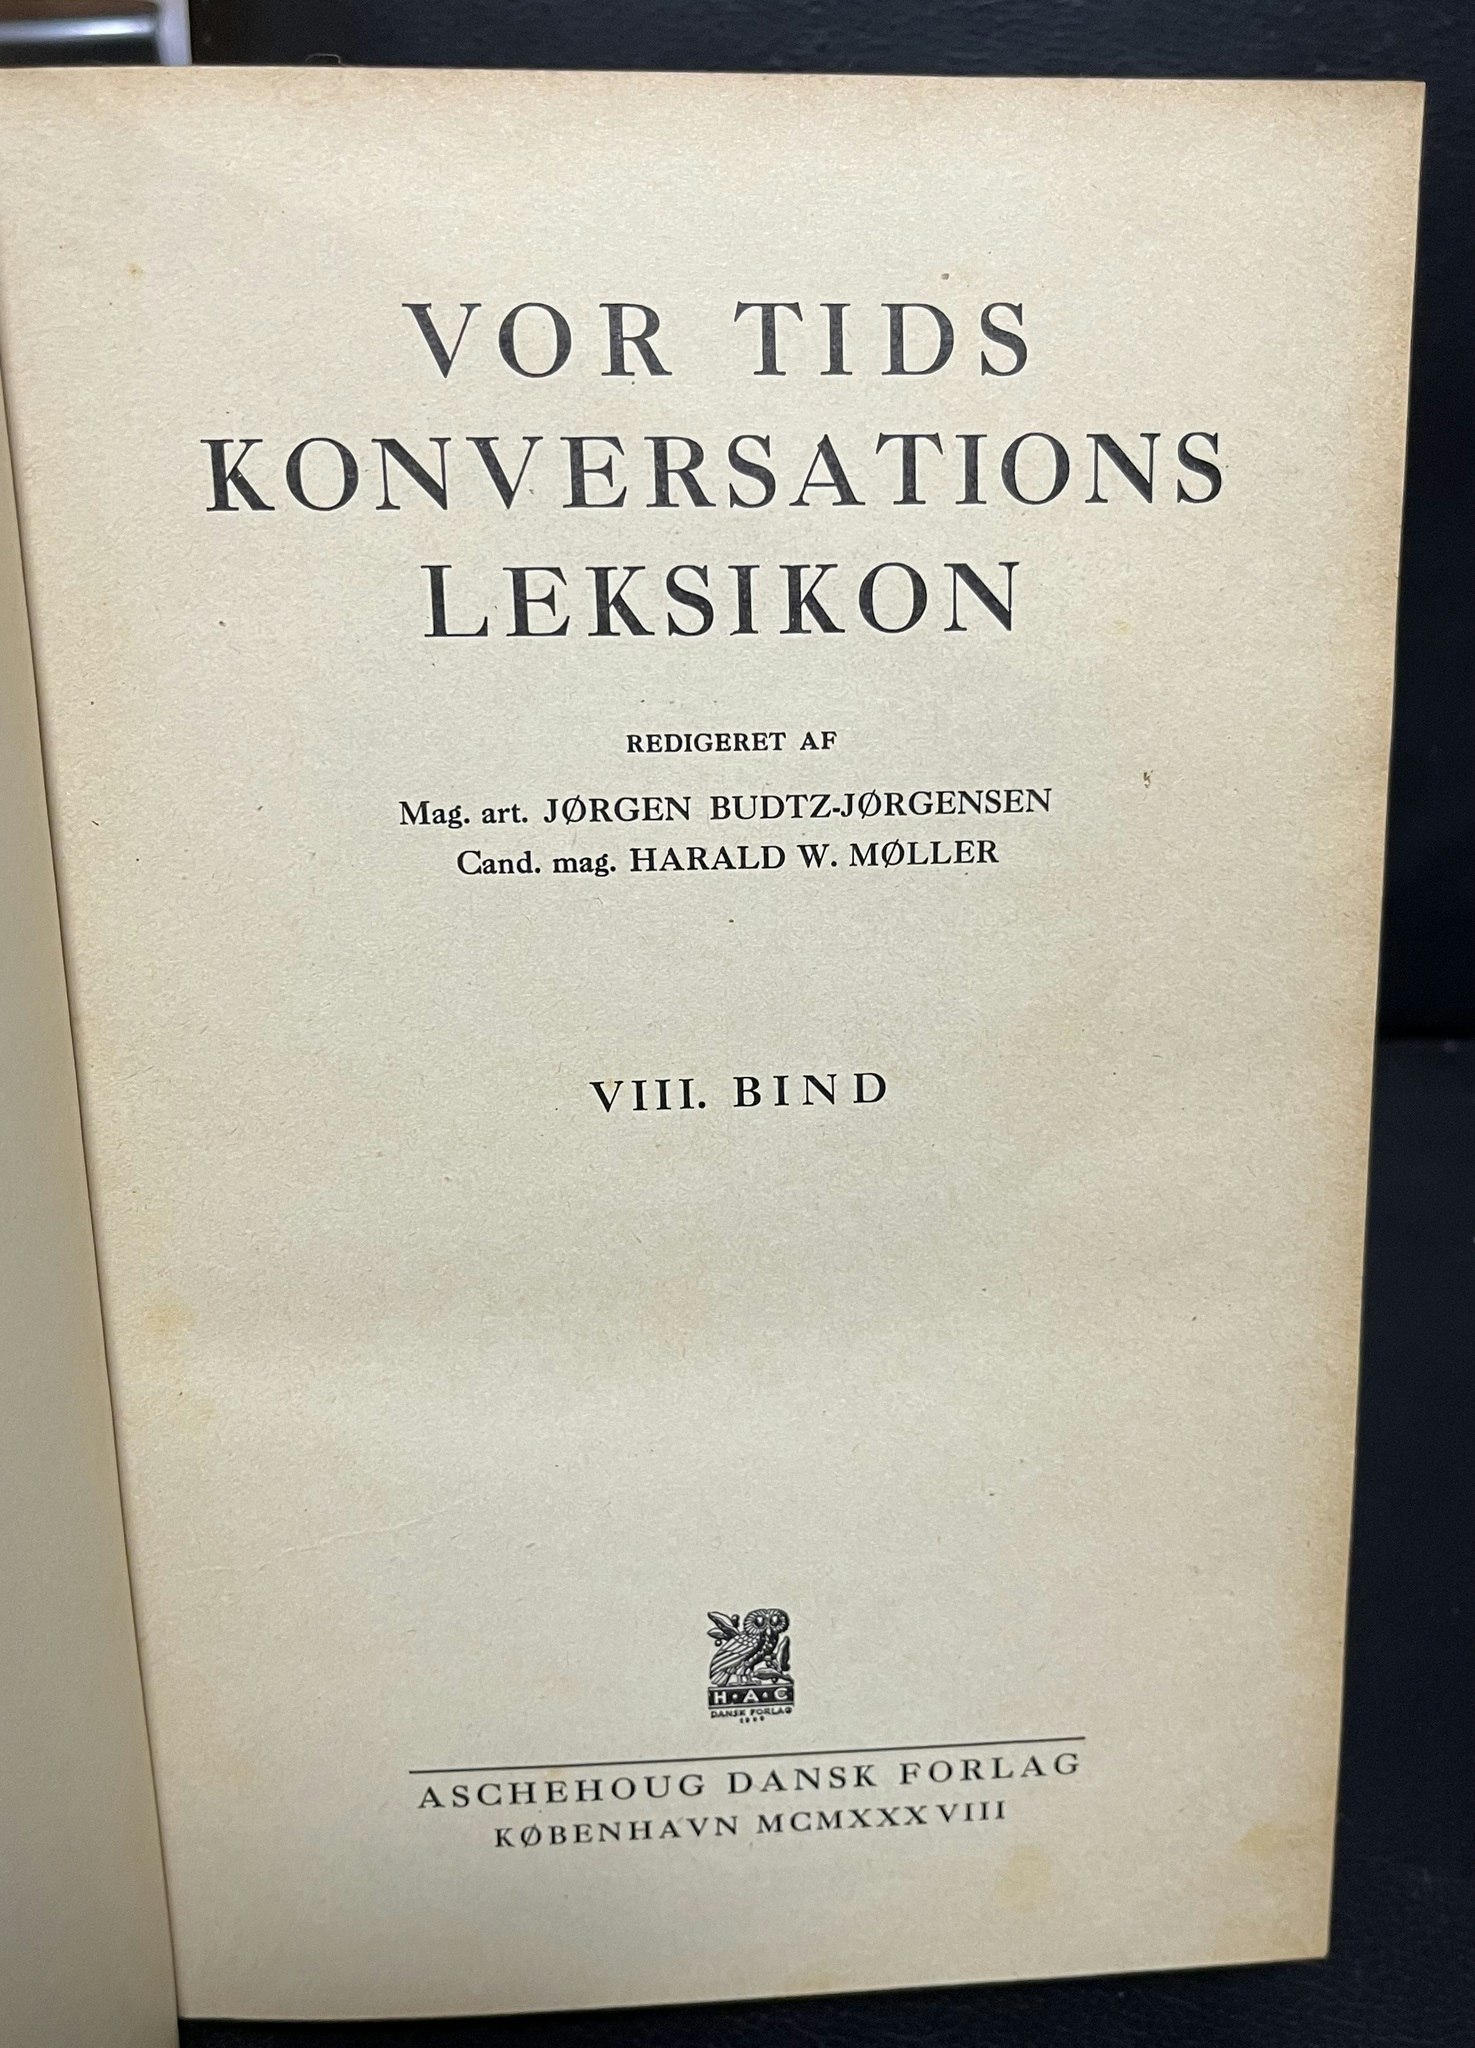 VOR TIDS
KONVERSATIONS
LEKSIKON
REDIGERET AF
Mag. art. JØRGEN BUDTZ-JØRGENSEN
Cand. mag. HARALD W. MØLLER
VIII. BIND
H·A·C
DANSK FORLAG
ASCHEHOUG DANSK FORLAG
KØBENHAVN MCMXXXVIII